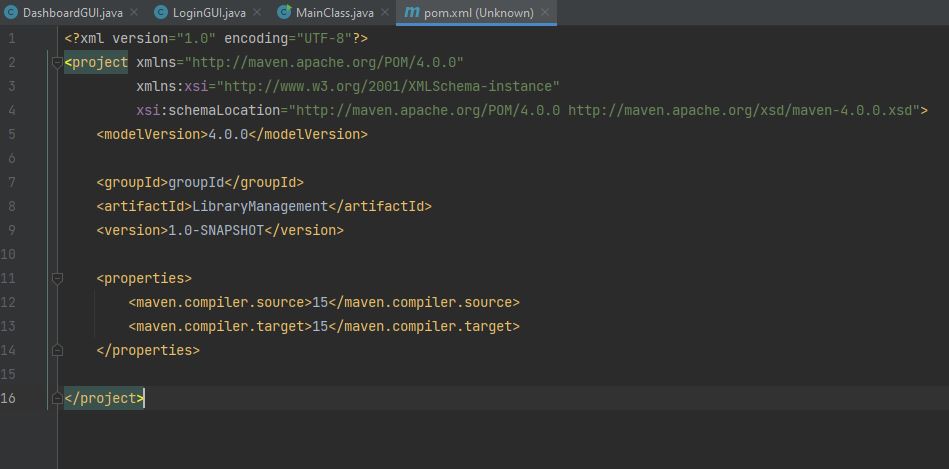 DashboardGUI.java LoginGUI.java MainClass.java pom.xml (Unknown)
1 <?xml version="1.0" encoding="UTF-8"?>
2 <project xmlns="http://maven.apache.org/POM/4.0.0"
3 xmlns:xsi="http://www.w3.org/2001/XMLSchema-instance"
4 xsi:schemaLocation="http://maven.apache.org/POM/4.0.0 http://maven.apache.org/xsd/maven-4.0.0.xsd">
5 <modelVersion>4.0.0</modelVersion>
6
7 <groupId>groupId</groupId>
8 <artifactId>LibraryManagement</artifactId>
9 <version>1.0-SNAPSHOT</version>
10
11 <properties>
12 <maven.compiler.source>15</maven.compiler.source>
13 <maven.compiler.target>15</maven.compiler.target>
14 </properties>
15
16 </project>